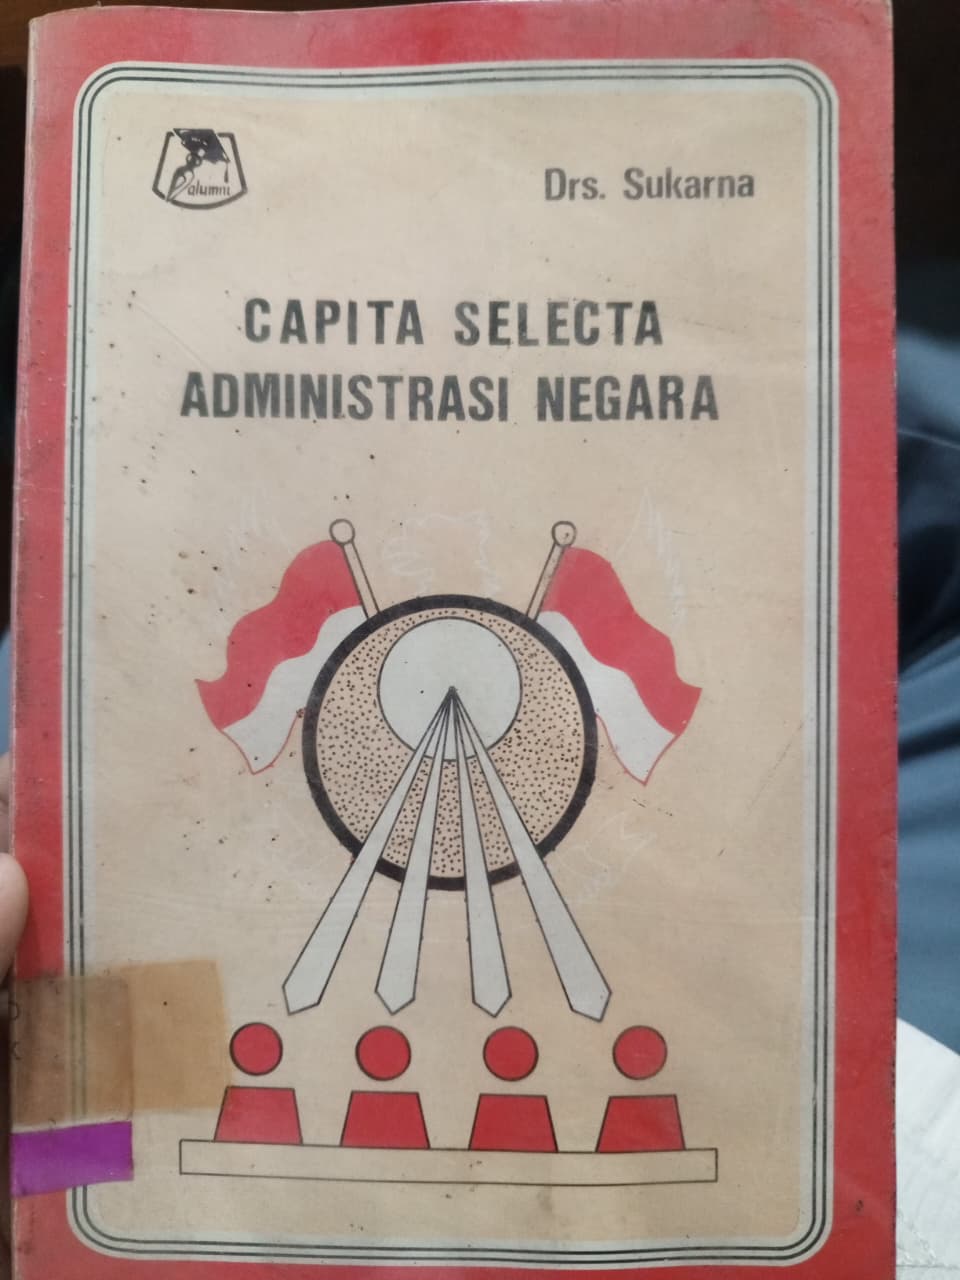 alumni
Drs. Sukarna
CAPITA SELECTA
ADMINISTRASI NEGARA